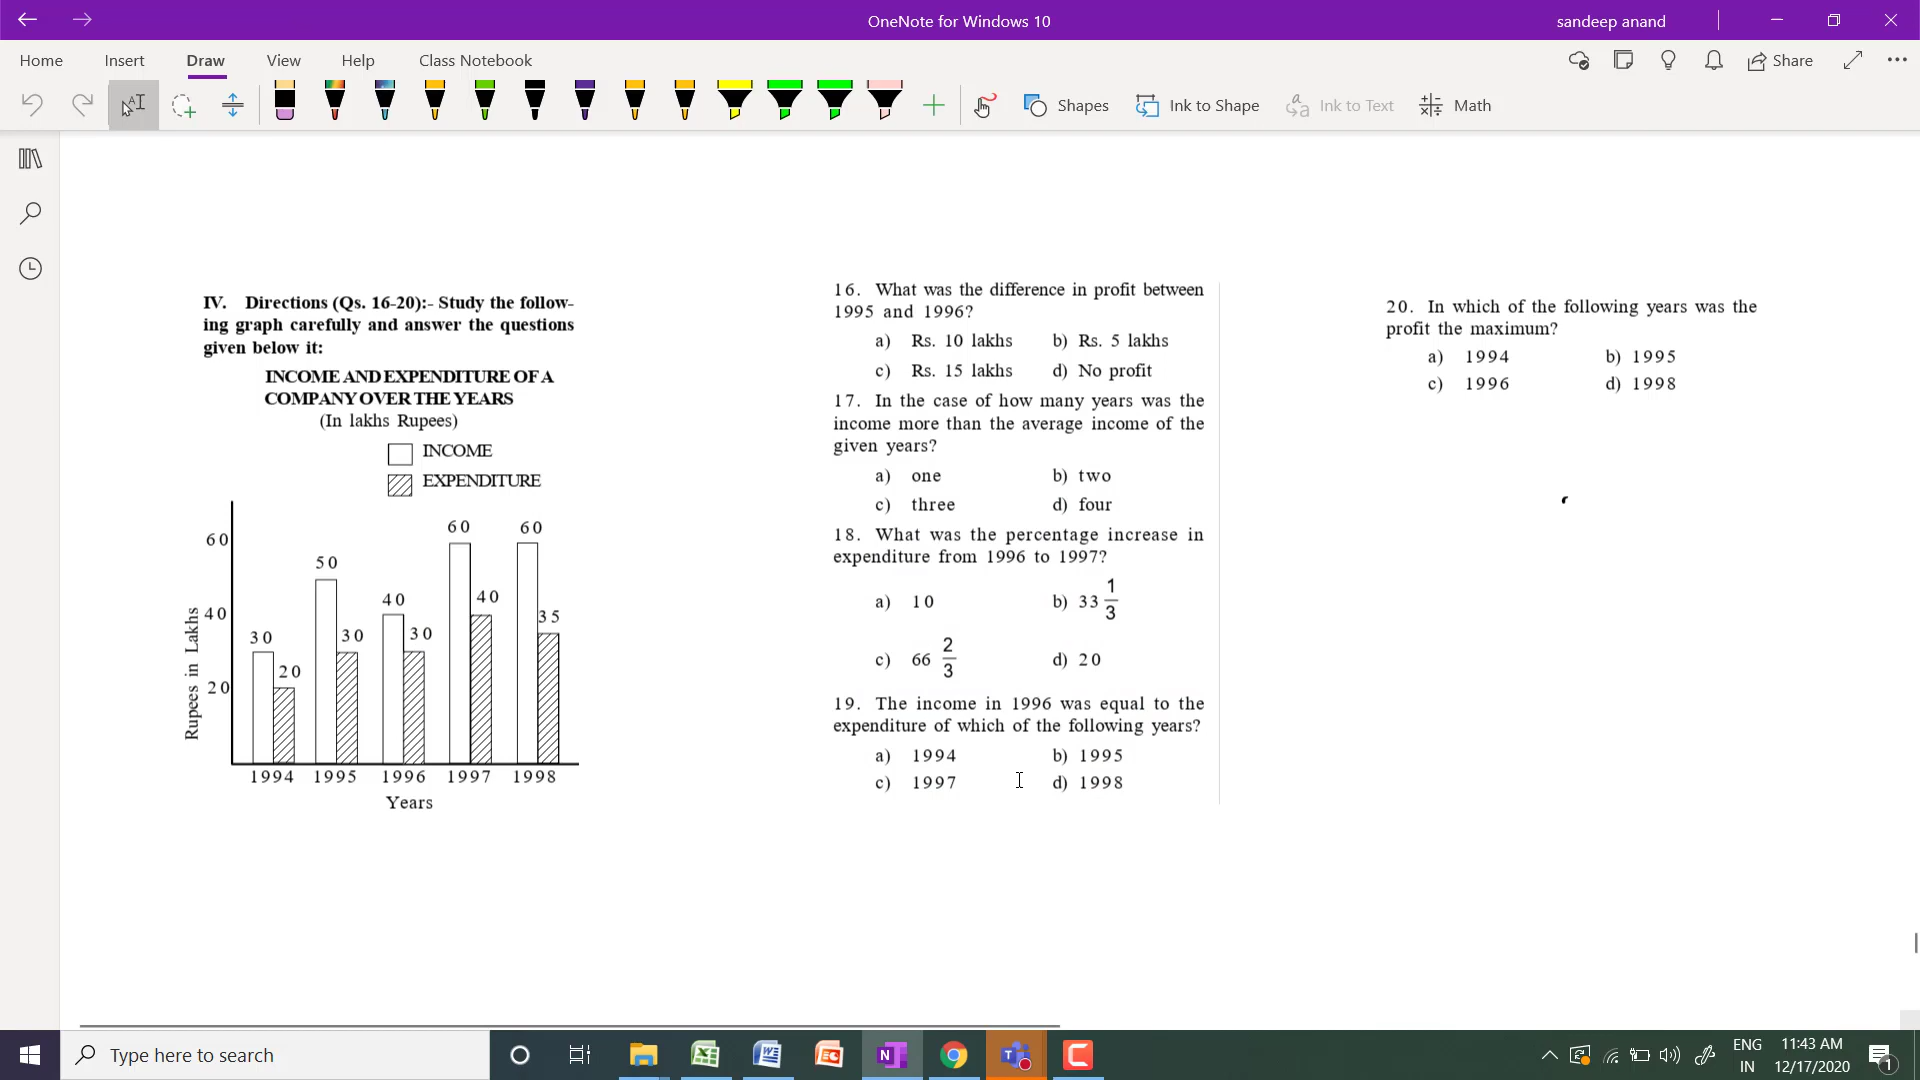 OneNote for Windows 10
sandeep anand
Home Insert Draw View Help Class Notebook
Share
Shapes Ink to Shape Ink to Text Math
IV. Directions (Qs. 16-20):- Study the follow-
ing graph carefully and answer the questions
given below it:
INCOME AND EXPENDITURE OF A
COMPANY OVER THE YEARS
(In lakhs Rupees)
INCOME
EXPENDITURE
Rupees in Lakhs
60
40
20
30 20
50 30
40 30
60 40
60 35
1994 1995 1996 1997 1998
Years
16. What was the difference in profit between
1995 and 1996?
a) Rs. 10 lakhs b) Rs. 5 lakhs
c) Rs. 15 lakhs d) No profit
17. In the case of how many years was the
income more than the average income of the
given years?
a) one b) two
c) three d) four
18. What was the percentage increase in
expenditure from 1996 to 1997?
a) 10 b) 33 1/3
c) 66 2/3 d) 20
19. The income in 1996 was equal to the
expenditure of which of the following years?
a) 1994 b) 1995
c) 1997 d) 1998
20. In which of the following years was the
profit the maximum?
a) 1994 b) 1995
c) 1996 d) 1998
Type here to search
ENG
IN
11:43 AM
12/17/2020
1